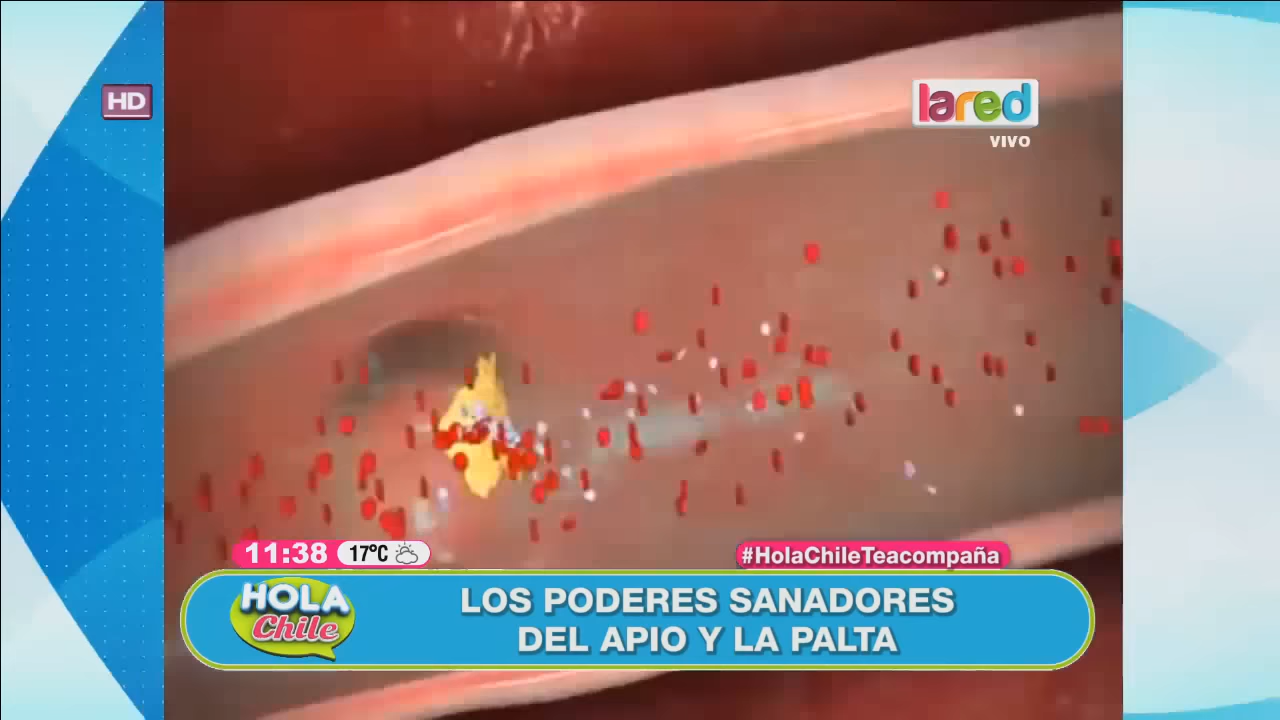 HD
lared
VIVO
11:38 17°C
#HolaChileTeacompaña
HOLA
Chile
LOS PODERES SANADORES
DEL APIO Y LA PALTA